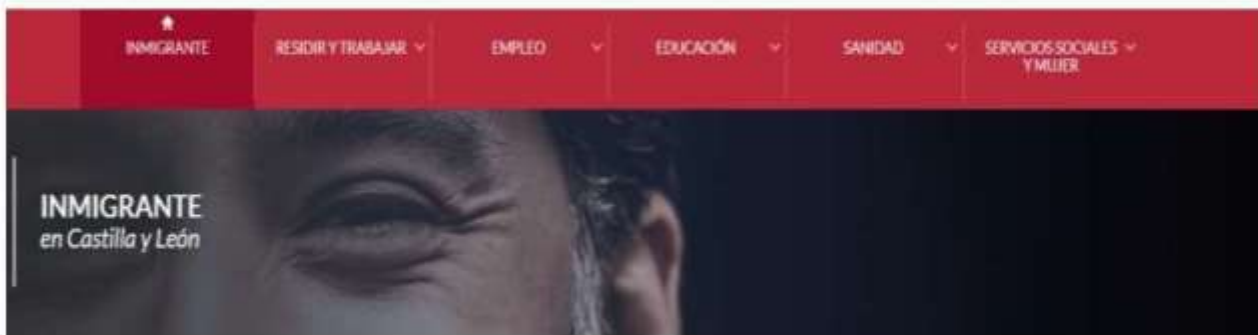 INMIGRANTE
RESIDIR Y TRABAJAR
EMPLEO
EDUCACIÓN
SANIDAD
SERVICIOS SOCIALES
Y MUJER
INMIGRANTE
en Castilla y León